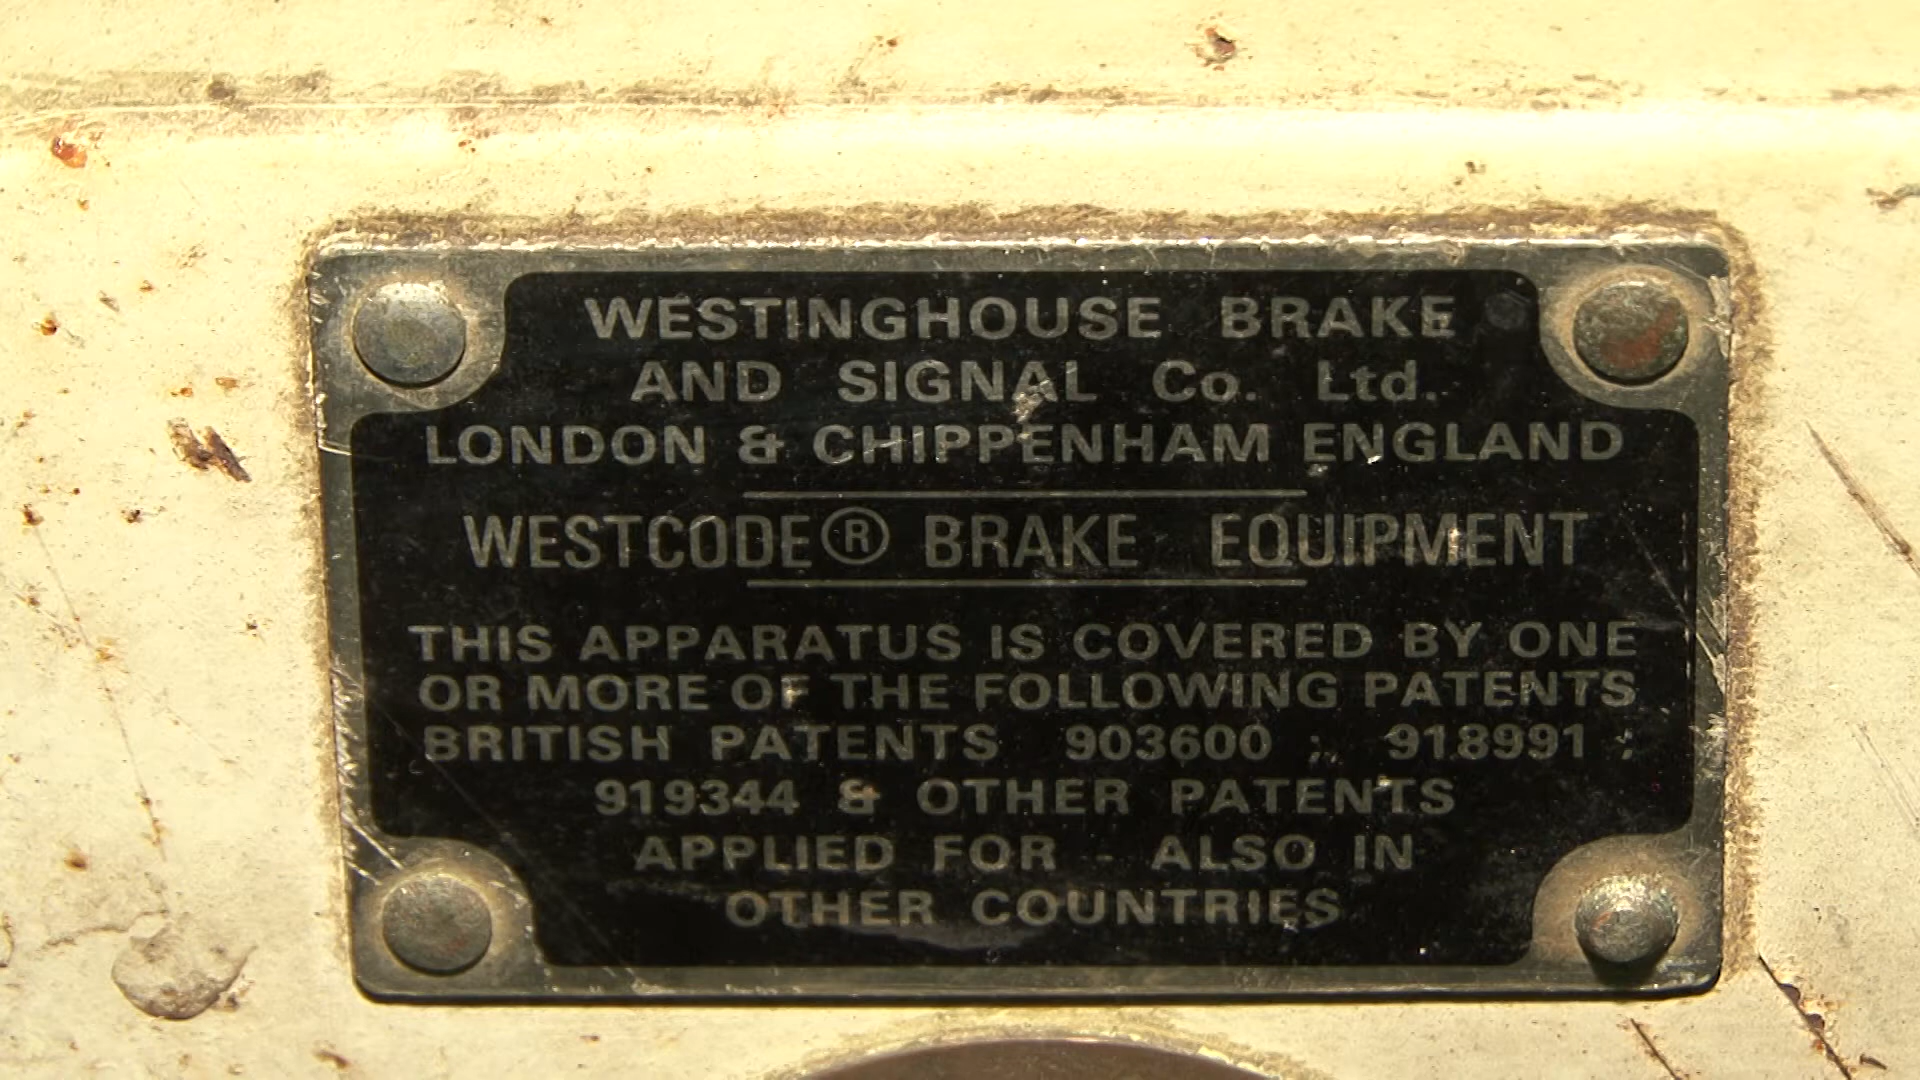 WESTINGHOUSE BRAKE
AND SIGNAL Co. Ltd.
LONDON & CHIPPENHAM ENGLAND
WESTCODE® BRAKE EQUIPMENT
THIS APPARATUS IS COVERED BY ONE
OR MORE OF THE FOLLOWING PATENTS
BRITISH PATENTS 903600 ; 918991 ;
919344 & OTHER PATENTS
APPLIED FOR - ALSO IN
OTHER COUNTRIES